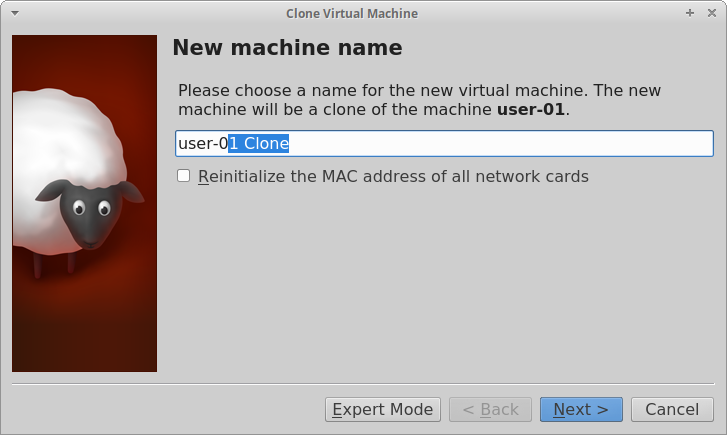 Clone Virtual Machine
New machine name
Please choose a name for the new virtual machine. The new
machine will be a clone of the machine user-01.
user-01 Clone
Reinitialize the MAC address of all network cards
Expert Mode
< Back
Next >
Cancel